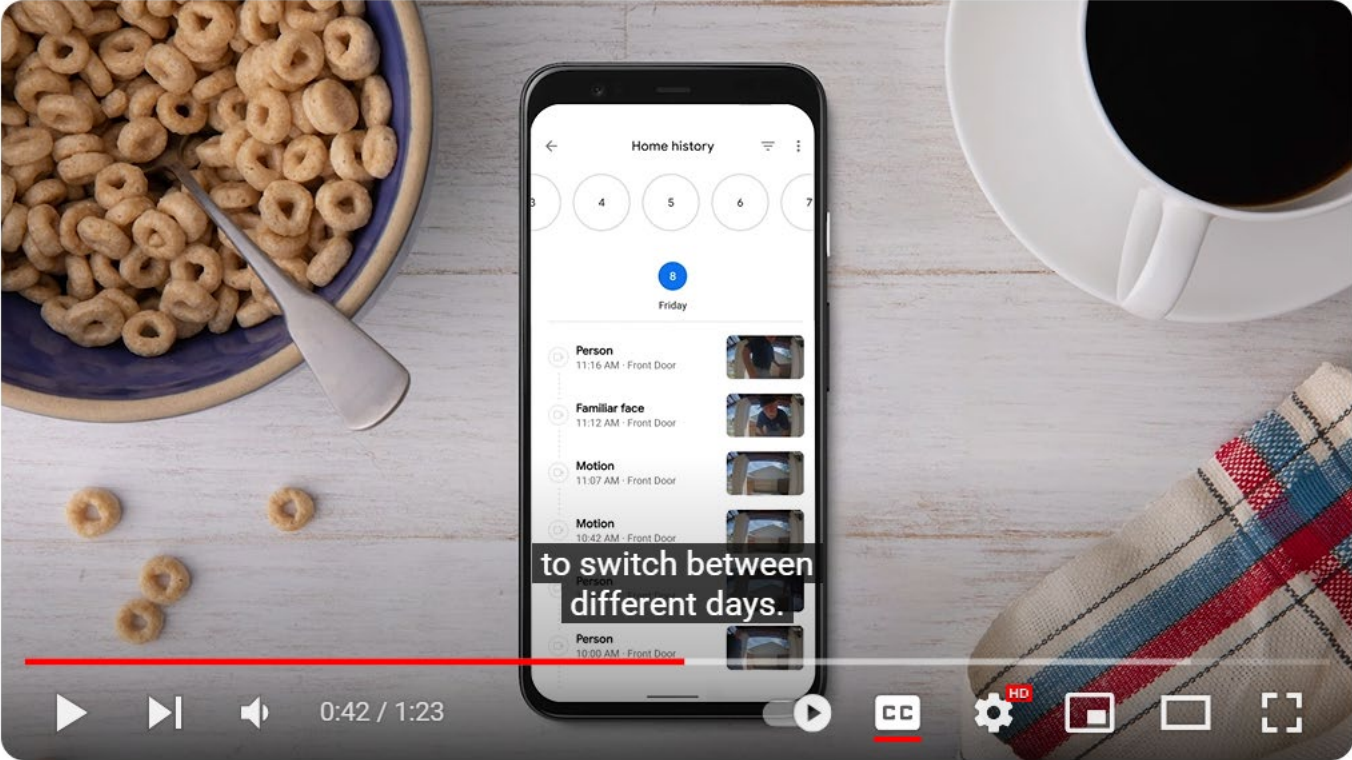 Home history
3 4 5 6 7
8
Friday
Person
11:16 AM · Front Door
Familiar face
11:12 AM · Front Door
Motion
11:07 AM · Front Door
Motion
10:42 AM · Front Door
to switch between
Person
different days.
Person
10:00 AM · Front Door
0:42 / 1:23
CC
HD